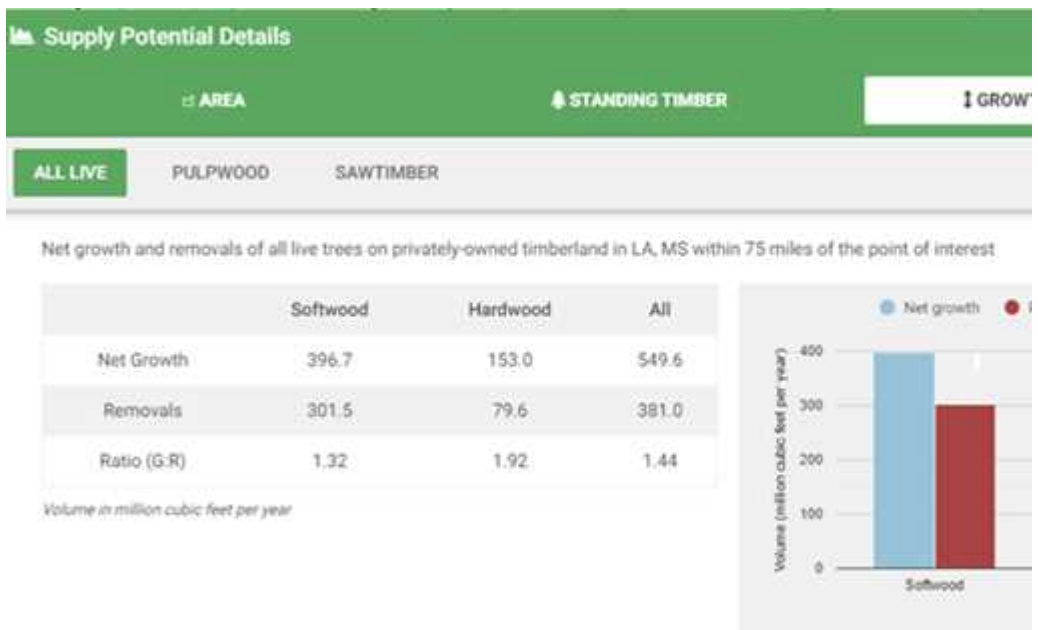 Supply Potential Details
AREA
STANDING TIMBER
GROW
ALL LIVE
PULPWOOD
SAWTIMBER
Net growth and removals of all live trees on privately-owned timberland in LA, MS within 75 miles of the point of interest
Softwood Hardwood All
Net Growth 396.7 153.0 549.6
Removals 301.5 79.6 381.0
Ratio (G:R) 1.32 1.92 1.44
Volume in million cubic feet per year
Net growth
Volume (million cubic feet per year)
400
300
200
100
0
Softwood